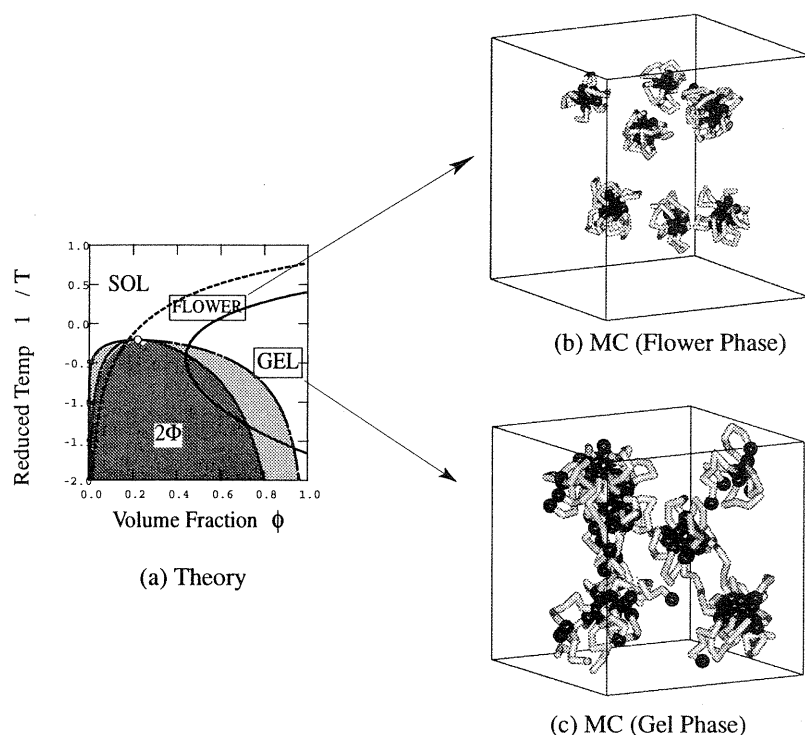 (b) MC (Flower Phase)
1.0
0.5
0.0
-0.5
-1.0
-1.5
-2.0
0.0 0.2 0.4 0.6 0.8 1.0
SOL
FLOWER
GEL
2Φ
Reduced Temp 1 / T
Volume Fraction ϕ
(a) Theory
(c) MC (Gel Phase)